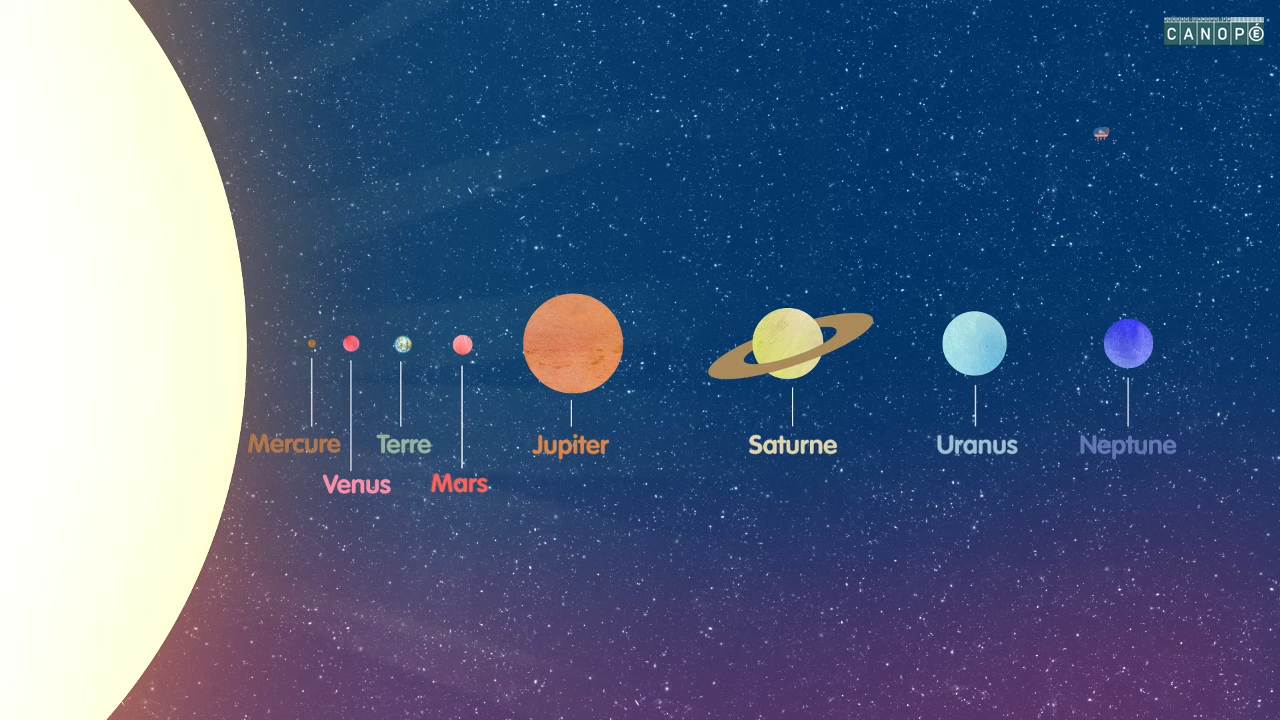 CANOPÉ
Mercure
Terre
Jupiter
Saturne
Uranus
Neptune
Venus
Mars